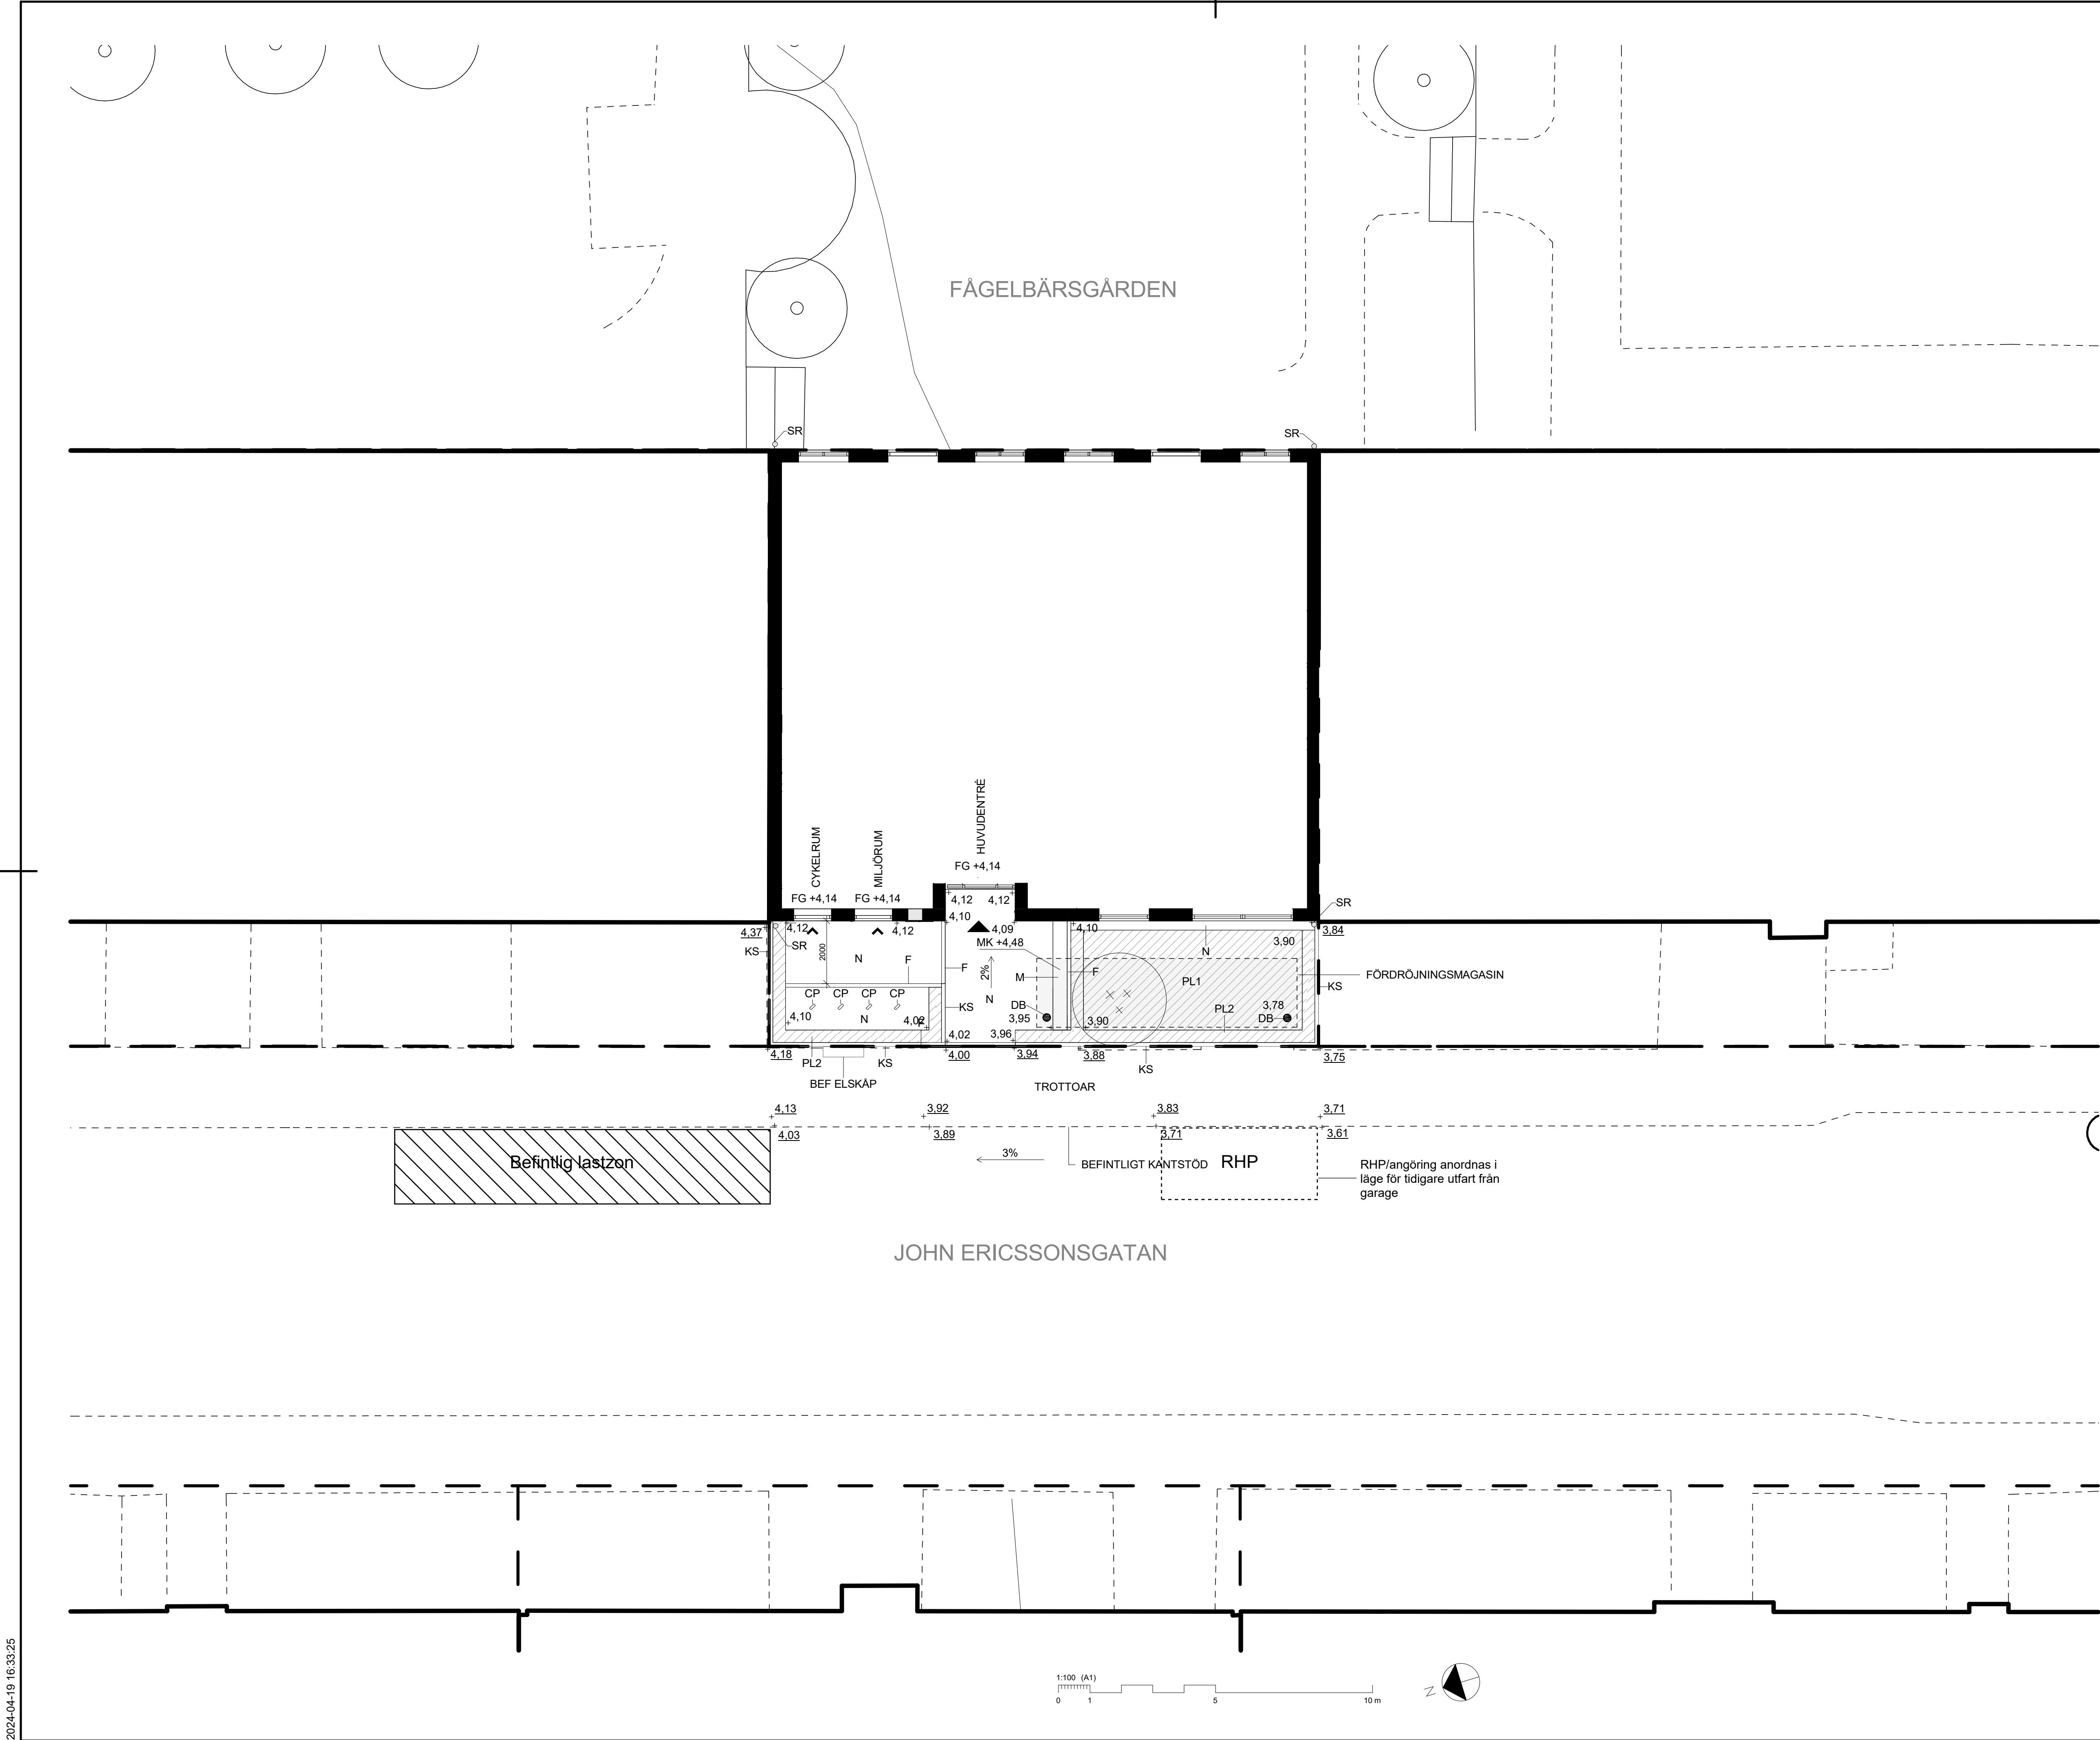 FÅGELBÄRSGÅRDEN
SR
SR
CYKELRUM
MILJÖRUM
HUVUDENTRÉ
FG +4,14
FG +4,14
FG +4,14
4,12
4,12
4,10
SR
4,37
4,12
4,12
4,09
4,10
3,84
KS
SR
2000
N
F
F
MK +4,48
2%
M
F
N
3,90
PL1
FÖRDRÖJNINGSMAGASIN
KS
CP
CP
CP
CP
N
KS
DB
3,95
3,78
DB
PL2
4,10
N
4,02
F
4,02
3,96
3,90
4,18
PL2
KS
4,00
3,94
3,88
KS
3,75
BEF ELSKÅP
TROTTOAR
4,13
3,92
3,83
3,71
4,03
3,89
3,71
3,61
Befintlig lastzon
3%
BEFINTLIGT KANTSTÖD
RHP
RHP/angöring anordnas i
läge för tidigare utfart från
garage
JOHN ERICSSONSGATAN
1:100 (A1)
0
1
5
10 m
N
2024-04-19 16:33:25